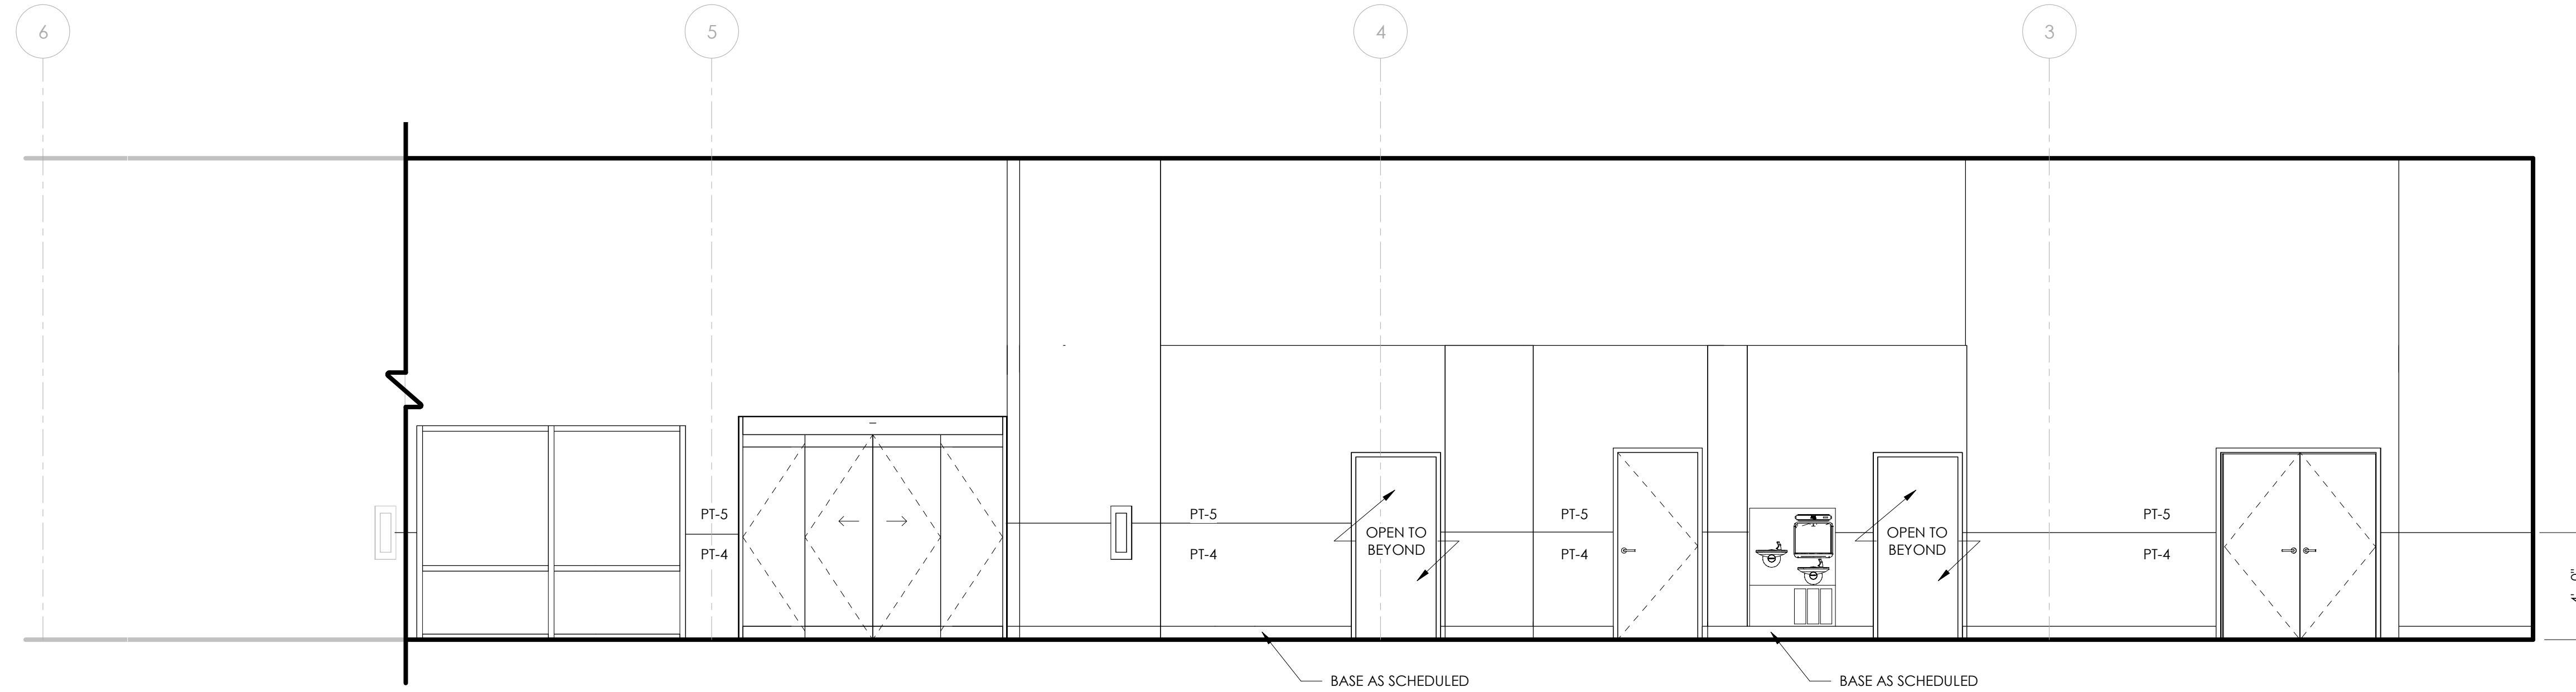 6
5
4
3
PT-5
PT-4
PT-5
PT-4
OPEN TO
BEYOND
PT-5
PT-4
OPEN TO
BEYOND
PT-5
PT-4
BASE AS SCHEDULED
BASE AS SCHEDULED